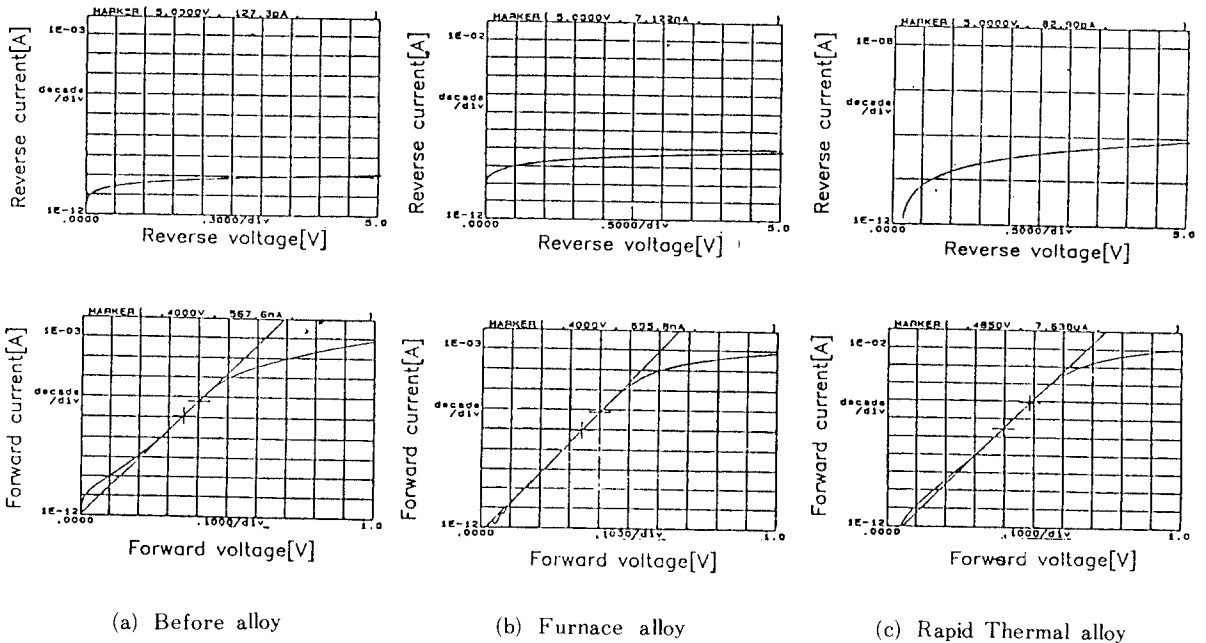 MARKER 5.0000V 127.3nA
1E-03
decade
/div
Reverse current[A]
1E-12
.0000
.5000/div
5.0
Reverse voltage[V]
MARKER 5.0000V 7.122nA
1E-02
decade
/div
Reverse current[A]
1E-12
.0000
.5000/div
5.0
Reverse voltage[V]
MARKER 5.0000V 82.90pA
1E-08
decade
/div
Reverse current[A]
1E-12
.0000
.5000/div
5.0
Reverse voltage[V]
MARKER .4000V 567.6nA
1E-03
decade
/div
Forward current[A]
1E-12
.0000
.1000/div
1.0
Forward voltage[V]
MARKER .4000V
1E-03
decade
/div
Forward current[A]
1E-12
.0000
1.0
Forward voltage[V]
MARKER .4850V 7.630uA
1E-02
decade
/div
Forward current[A]
1E-12
.0000
.1000/div
1.0
Forward voltage[V]
(a) Before alloy
(b) Furnace alloy
(c) Rapid Thermal alloy